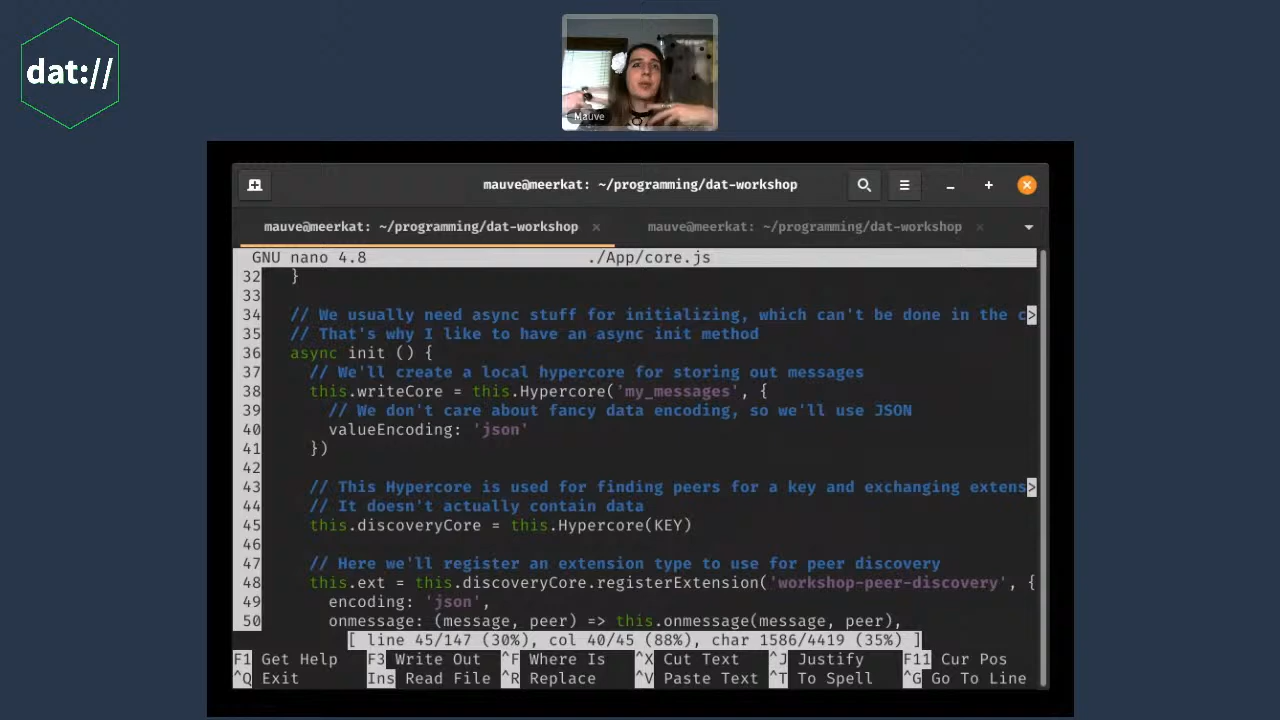 dat://
Mauve
mauve@meerkat: ~/programming/dat-workshop
mauve@meerkat: ~/programming/dat-workshop × mauve@meerkat: ~/programming/dat-workshop ×
GNU nano 4.8 ./App/core.js
32 }
33
34 // We usually need async stuff for initializing, which can't be done in the c>
35 // That's why I like to have an async init method
36 async init () {
37 // We'll create a local hypercore for storing out messages
38 this.writeCore = this.Hypercore('my_messages', {
39 // We don't care about fancy data encoding, so we'll use JSON
40 valueEncoding: 'json'
41 })
42
43 // This Hypercore is used for finding peers for a key and exchanging extens>
44 // It doesn't actually contain data
45 this.discoveryCore = this.Hypercore(KEY)
46
47 // Here we'll register an extension type to use for peer discovery
48 this.ext = this.discoveryCore.registerExtension('workshop-peer-discovery', {
49 encoding: 'json',
50 onmessage: (message, peer) => this.onmessage(message, peer),
[ line 45/147 (30%), col 40/45 (88%), char 1586/4419 (35%) ]
F1 Get Help F3 Write Out ^F Where Is ^X Cut Text ^J Justify F11 Cur Pos
^Q Exit Ins Read File ^R Replace ^V Paste Text ^T To Spell ^G Go To Line